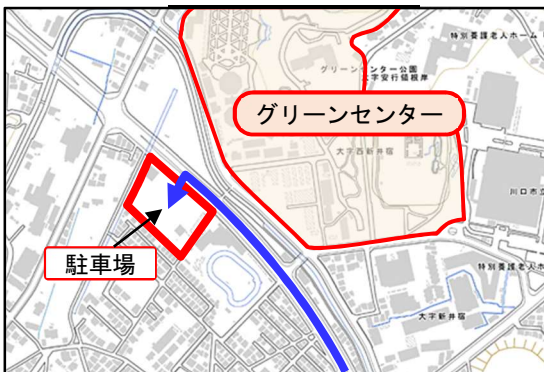 特別養護老人ホーム
グリーンセンター公園
大字安行領根岸
グリーンセンター
大字西新井宿
川口市立
駐車場
特別養護老人ホ
大字新井宿